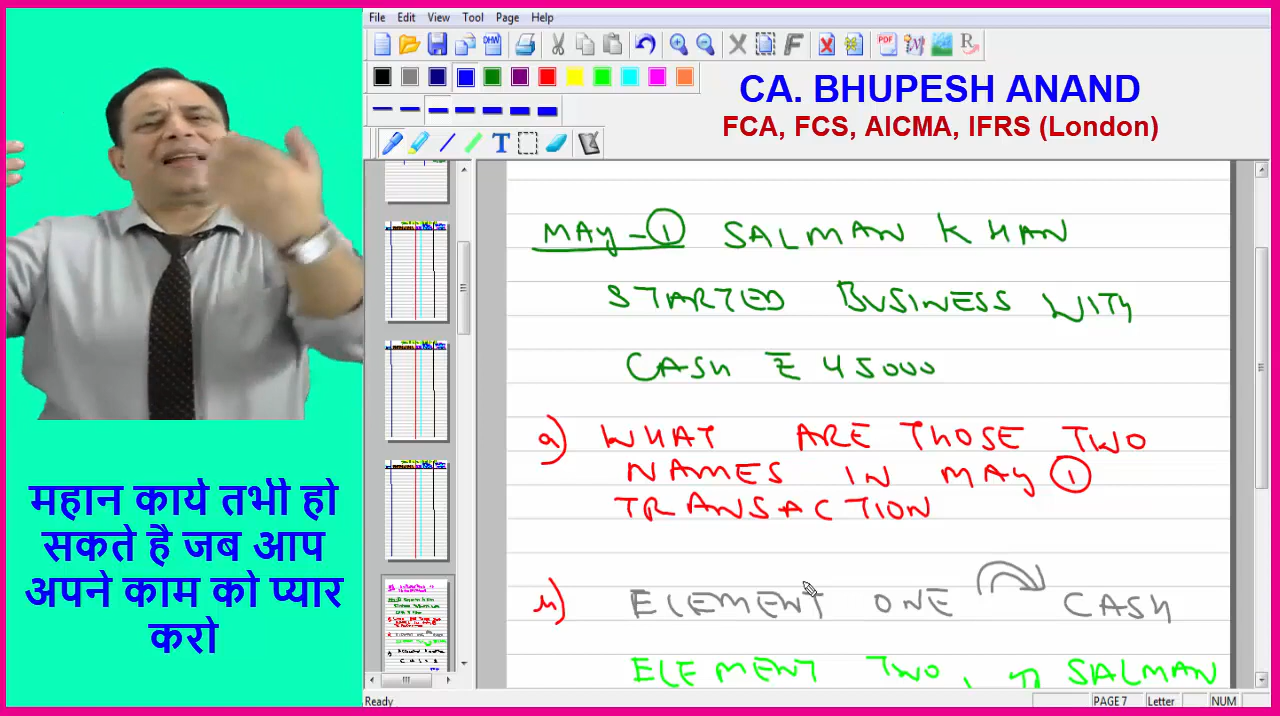 File Edit View Tool Page Help
CA. BHUPESH ANAND
FCA, FCS, AICMA, IFRS (London)
MAY - 1 SALMAN KHAN
STARTED BUSINESS WITH
CASH ₹ 45000
a) WHAT ARE THOSE TWO
NAMES IN MAY 1
TRANSACTION
ELEMENT ONE CASH
ELEMENT TWO SALMAN
महान कार्य तभी हो
सकते है जब आप
अपने काम को प्यार
करो
Ready PAGE 7 Letter NUM